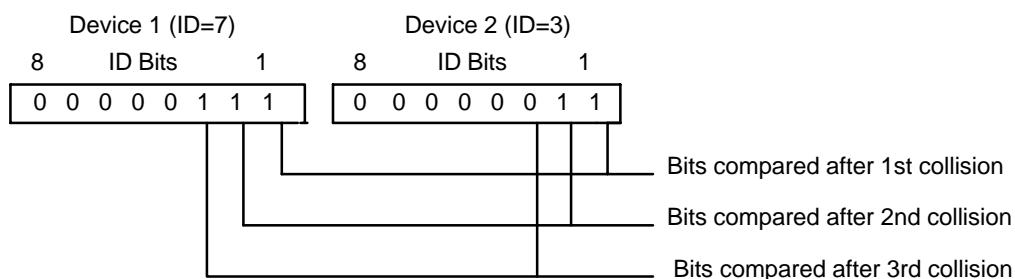 Device 1 (ID=7) Device 2 (ID=3)
8 ID Bits 1 8 ID Bits 1
0 0 0 0 0 1 1 1 0 0 0 0 0 0 1 1
Bits compared after 1st collision
Bits compared after 2nd collision
Bits compared after 3rd collision